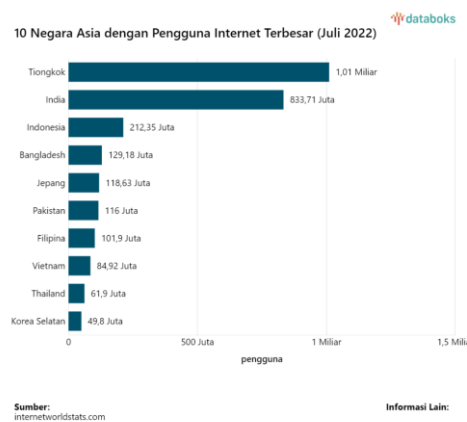 databoks
10 Negara Asia dengan Pengguna Internet Terbesar (Juli 2022)
Tiongkok 1,01 Miliar
India 833,71 Juta
Indonesia 212,35 Juta
Bangladesh 129,18 Juta
Jepang 118,63 Juta
Pakistan 116 Juta
Filipina 101,9 Juta
Vietnam 84,92 Juta
Thailand 61,9 Juta
Korea Selatan 49,8 Juta
0 500 Juta 1 Miliar 1,5 Mili
pengguna
Sumber: Informasi Lain:
internetworldstats.com